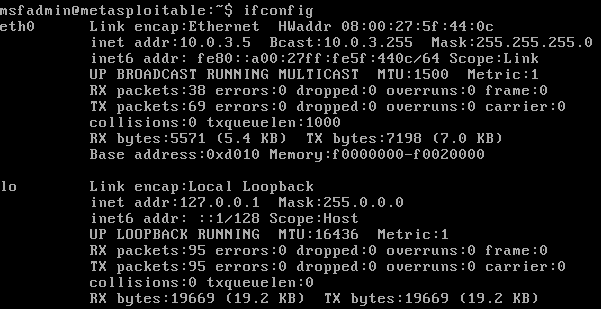 msfadmin@metasploitable:~$ ifconfig
eth0      Link encap:Ethernet  HWaddr 08:00:27:5f:44:0c
          inet addr:10.0.3.5  Bcast:10.0.3.255  Mask:255.255.255.0
          inet6 addr: fe80::a00:27ff:fe5f:440c/64 Scope:Link
          UP BROADCAST RUNNING MULTICAST  MTU:1500  Metric:1
          RX packets:38 errors:0 dropped:0 overruns:0 frame:0
          TX packets:69 errors:0 dropped:0 overruns:0 carrier:0
          collisions:0 txqueuelen:1000
          RX bytes:5571 (5.4 KB)  TX bytes:7198 (7.0 KB)
          Base address:0xd010 Memory:f0000000-f0020000
lo        Link encap:Local Loopback
          inet addr:127.0.0.1  Mask:255.0.0.0
          inet6 addr: ::1/128 Scope:Host
          UP LOOPBACK RUNNING  MTU:16436  Metric:1
          RX packets:95 errors:0 dropped:0 overruns:0 frame:0
          TX packets:95 errors:0 dropped:0 overruns:0 carrier:0
          collisions:0 txqueuelen:0
          RX bytes:19669 (19.2 KB)  TX bytes:19669 (19.2 KB)